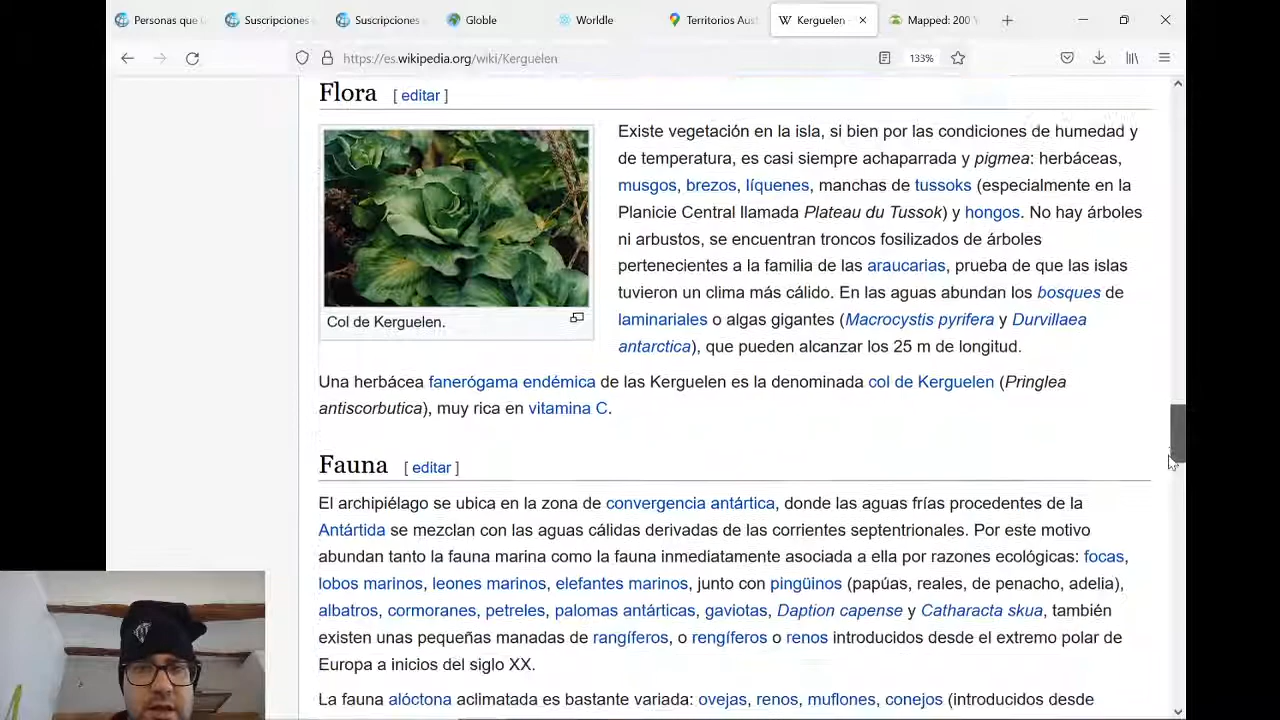 Personas que
Suscripciones
Suscripciones
Globle
Worldle
Territorios Aus
Kerguelen
Mapped: 200
https://es.wikipedia.org/wiki/Kerguelen
133%
Flora [ editar ]
Existe vegetación en la isla, si bien por las condiciones de humedad y
de temperatura, es casi siempre achaparrada y pigmea: herbáceas,
musgos, brezos, líquenes, manchas de tussoks (especialmente en la
Planicie Central llamada Plateau du Tussok) y hongos. No hay árboles
ni arbustos, se encuentran troncos fosilizados de árboles
pertenecientes a la familia de las araucarias, prueba de que las islas
tuvieron un clima más cálido. En las aguas abundan los bosques de
laminariales o algas gigantes (Macrocystis pyrifera y Durvillaea
antarctica), que pueden alcanzar los 25 m de longitud.
Col de Kerguelen.
Una herbácea fanerógama endémica de las Kerguelen es la denominada col de Kerguelen (Pringlea
antiscorbutica), muy rica en vitamina C.
Fauna [ editar ]
El archipiélago se ubica en la zona de convergencia antártica, donde las aguas frías procedentes de la
Antártida se mezclan con las aguas cálidas derivadas de las corrientes septentrionales. Por este motivo
abundan tanto la fauna marina como la fauna inmediatamente asociada a ella por razones ecológicas: focas,
lobos marinos, leones marinos, elefantes marinos, junto con pingüinos (papúas, reales, de penacho, adelia),
albatros, cormoranes, petreles, palomas antárticas, gaviotas, Daption capense y Catharacta skua, también
existen unas pequeñas manadas de rangíferos, o rengíferos o renos introducidos desde el extremo polar de
Europa a inicios del siglo XX.
La fauna alóctona aclimatada es bastante variada: ovejas, renos, muflones, conejos (introducidos desde